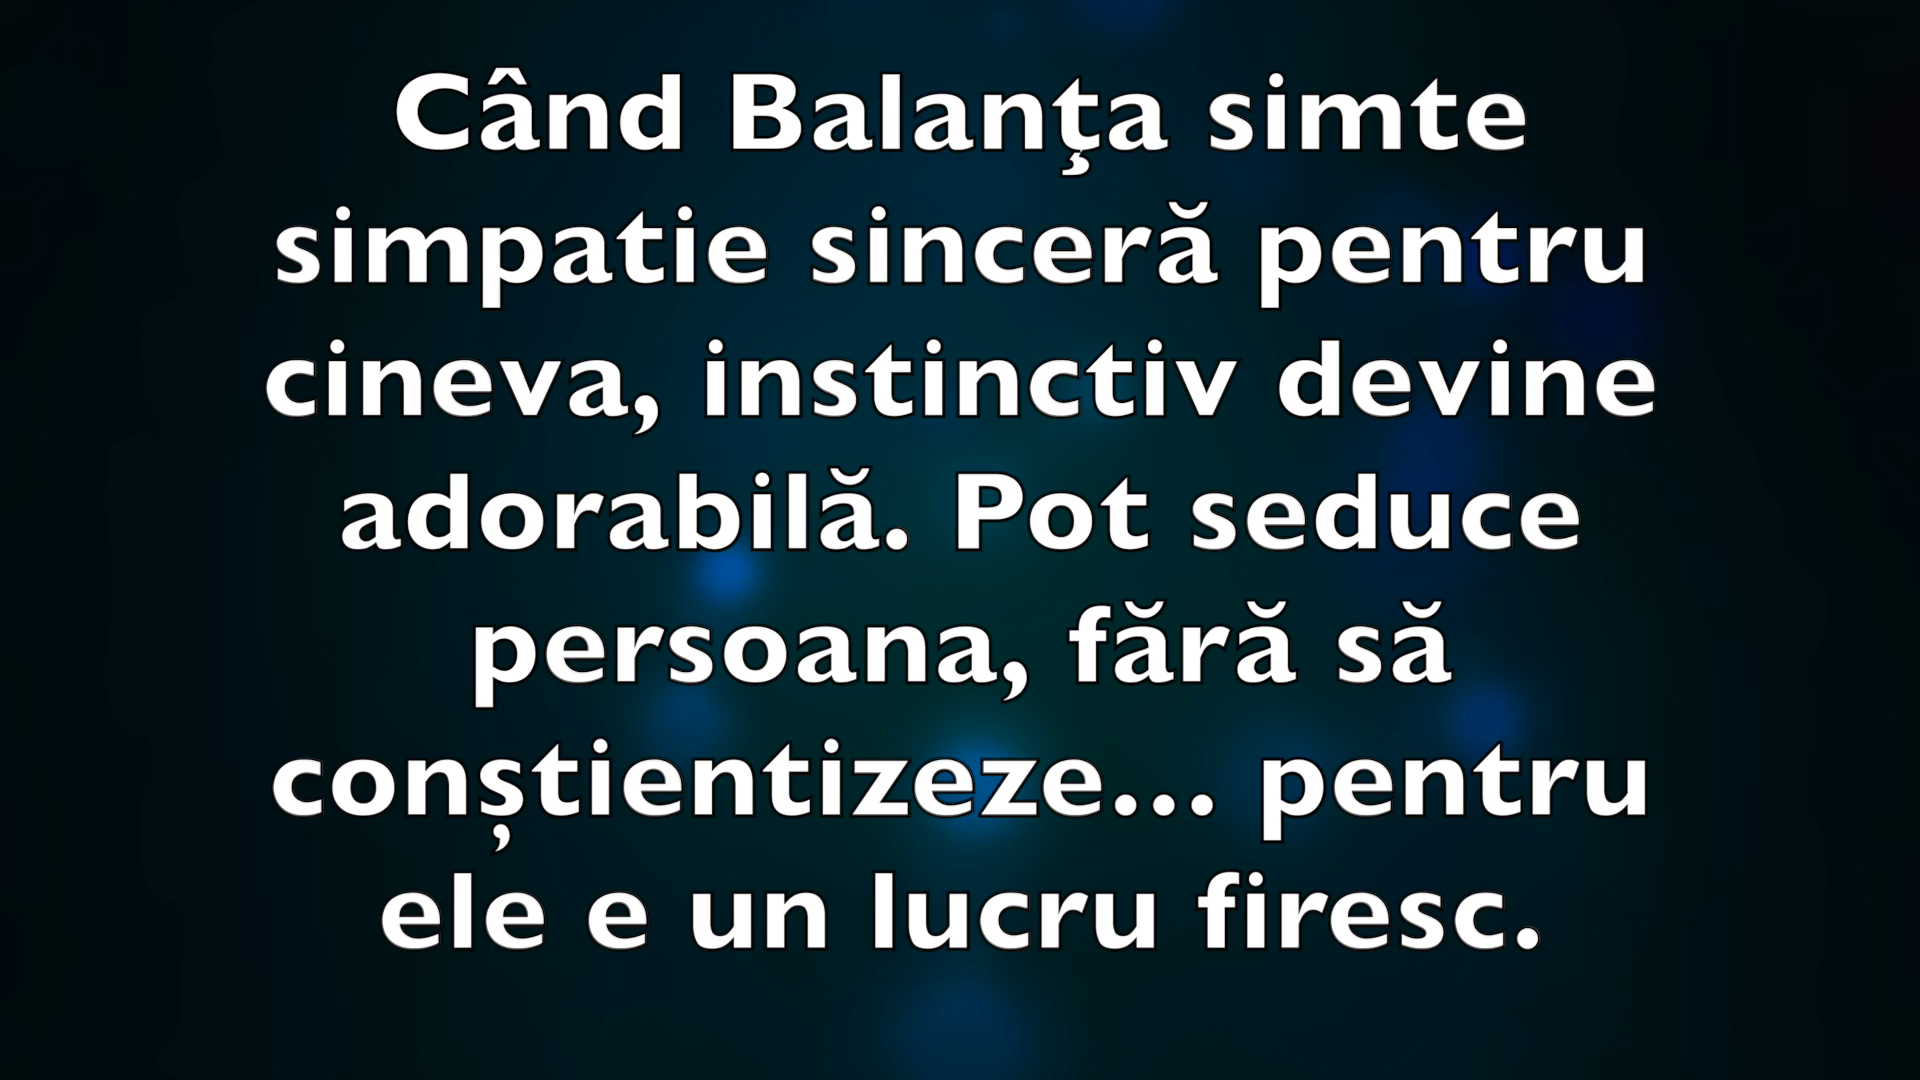 Când Balanţa simte
simpatie sinceră pentru
cineva, instinctiv devine
adorabilă. Pot seduce
persoana, fără să
conștientizeze... pentru
ele e un lucru firesc.